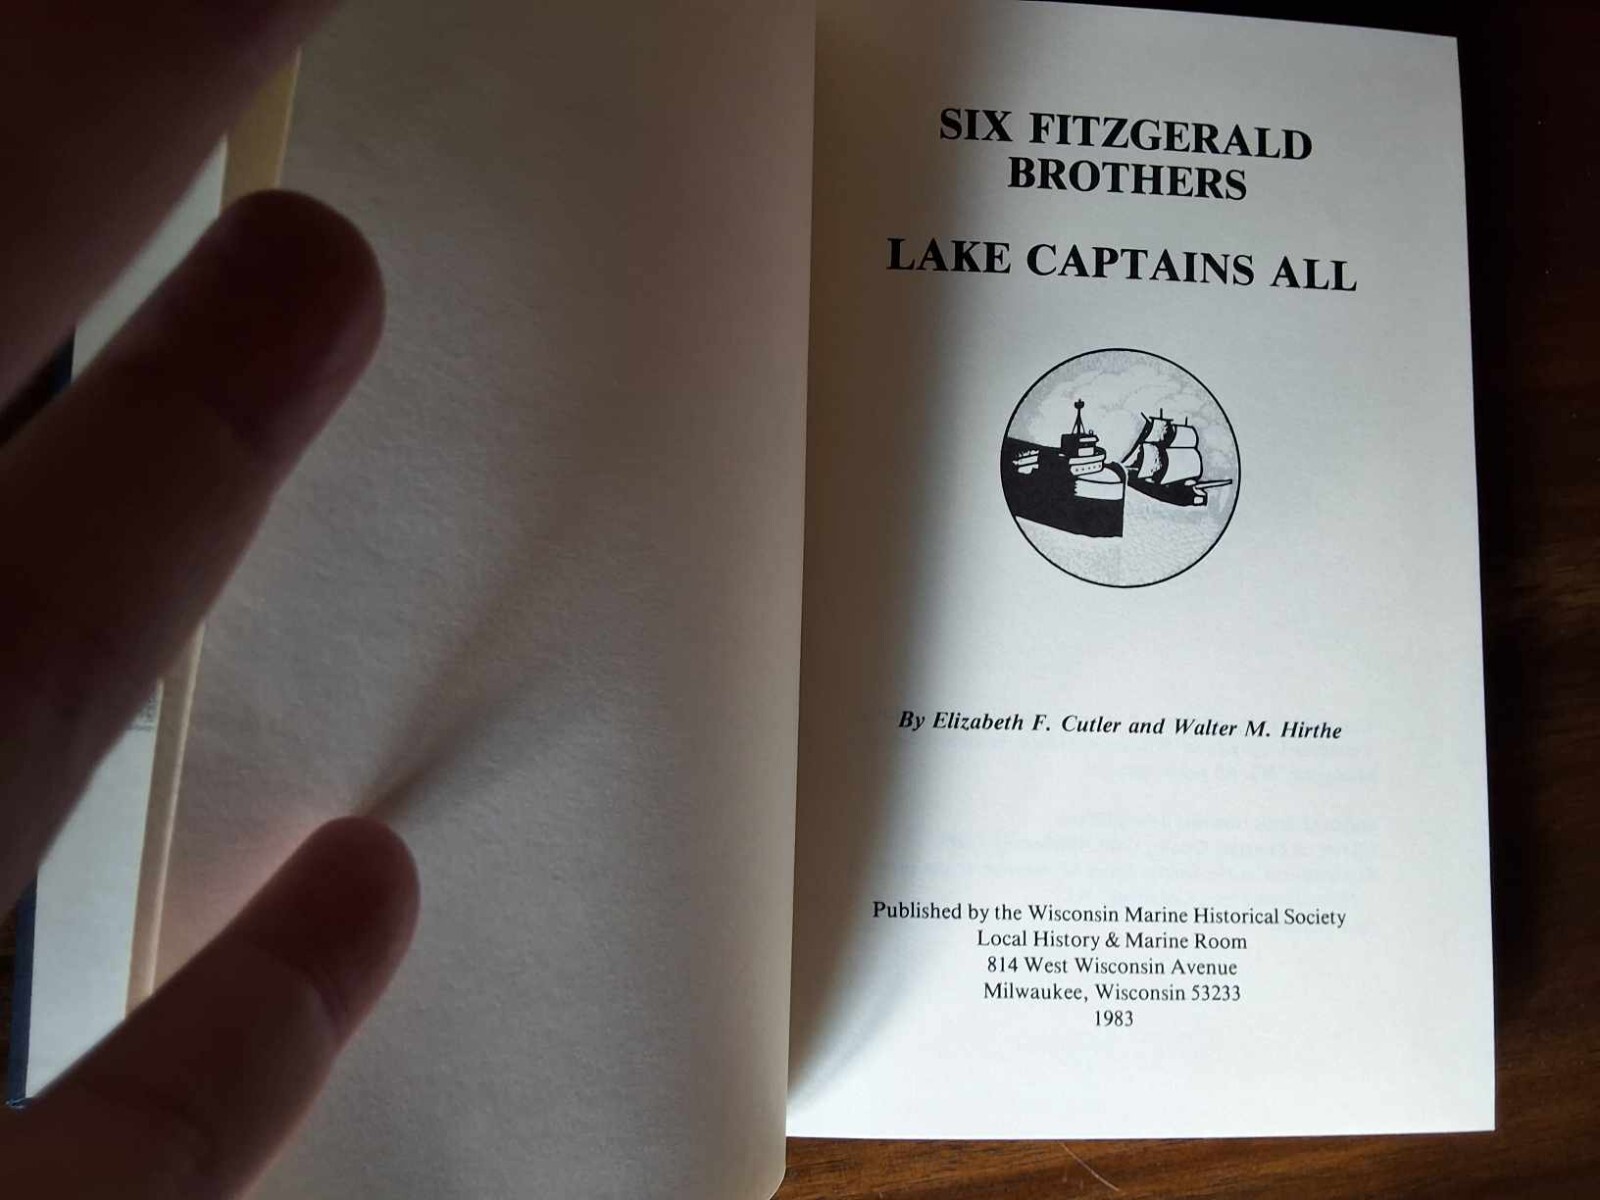 SIX FITZGERALD
BROTHERS
LAKE CAPTAINS ALL
By Elizabeth F. Cutler and Walter M. Hirthe
Published by the Wisconsin Marine Historical Society
Local History & Marine Room
814 West Wisconsin Avenue
Milwaukee, Wisconsin 53233
1983